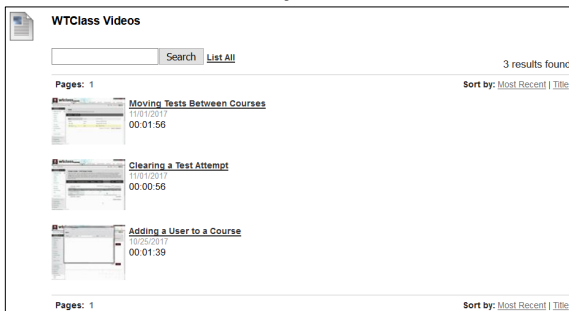 WTClass Videos
Search List All
3 results found
Pages: 1 Sort by: Most Recent | Title
Moving Tests Between Courses
11/01/2017
00:01:56
Clearing a Test Attempt
11/01/2017
00:00:56
Adding a User to a Course
10/25/2017
00:01:39
Pages: 1 Sort by: Most Recent | Title